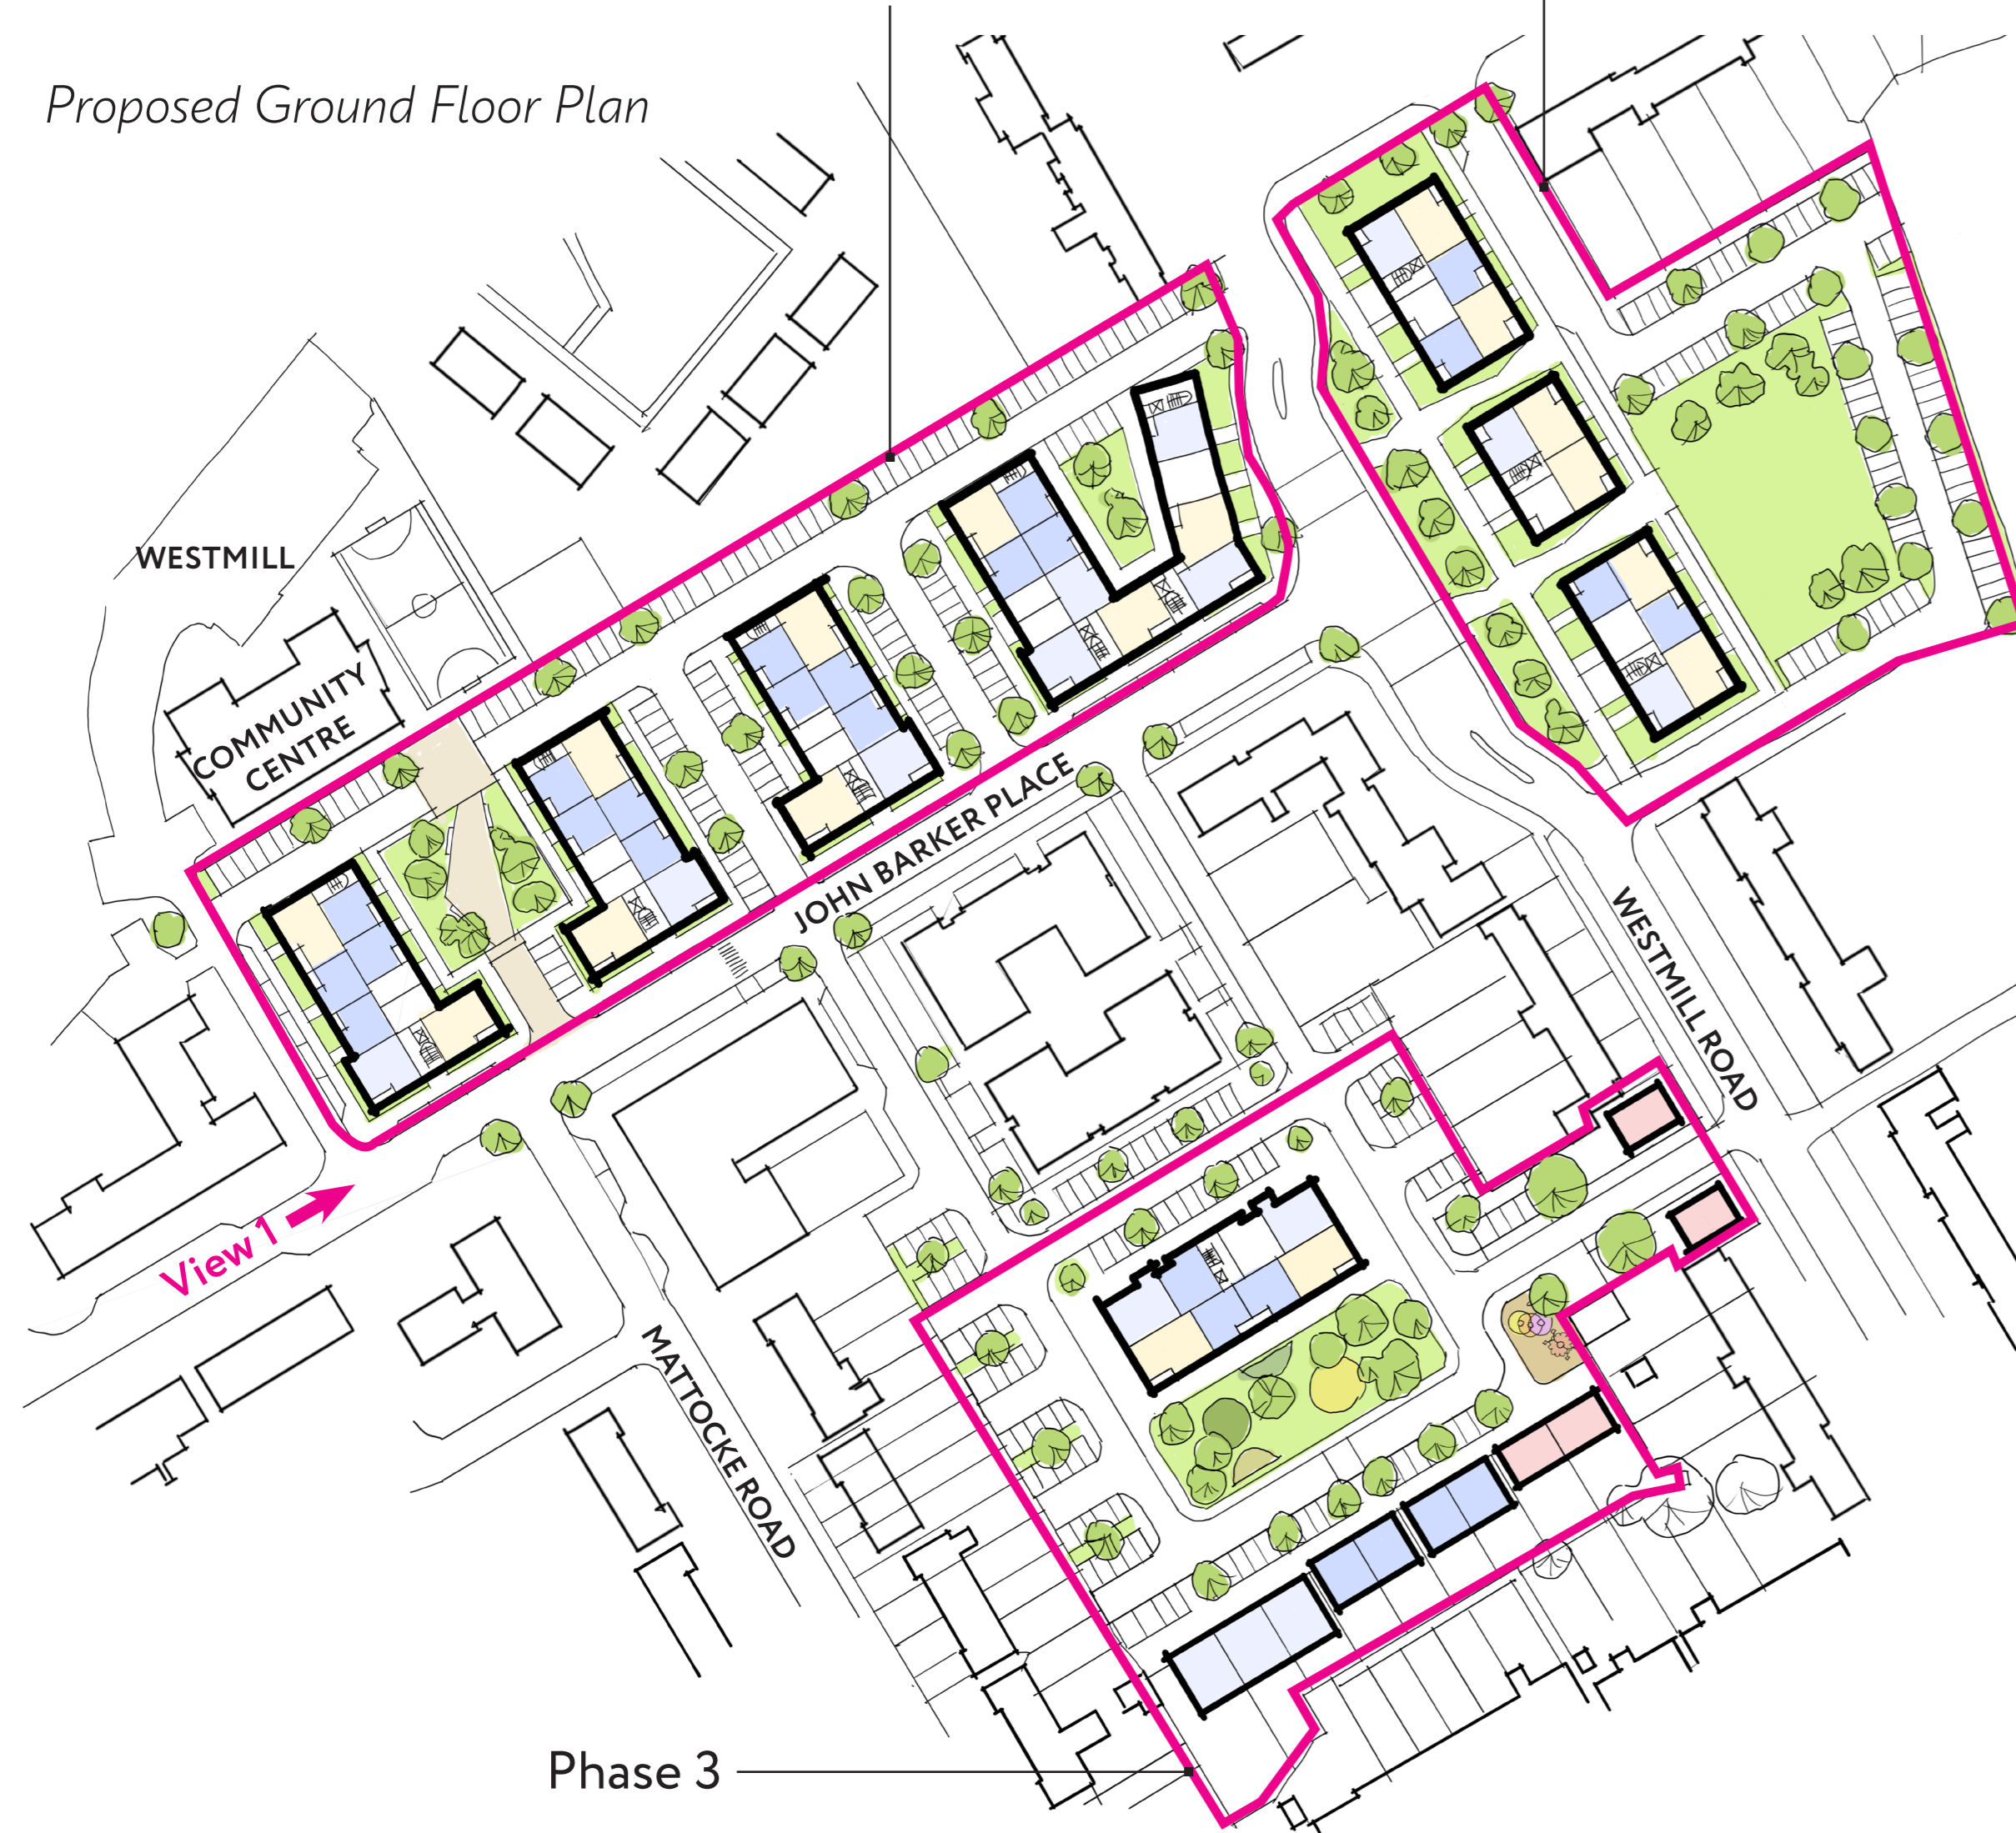 Proposed Ground Floor Plan
WESTMILL
COMMUNITY
CENTRE
JOHN BARKER PLACE
WESTMILL ROAD
View 1
MATTOCKE ROAD
Phase 3